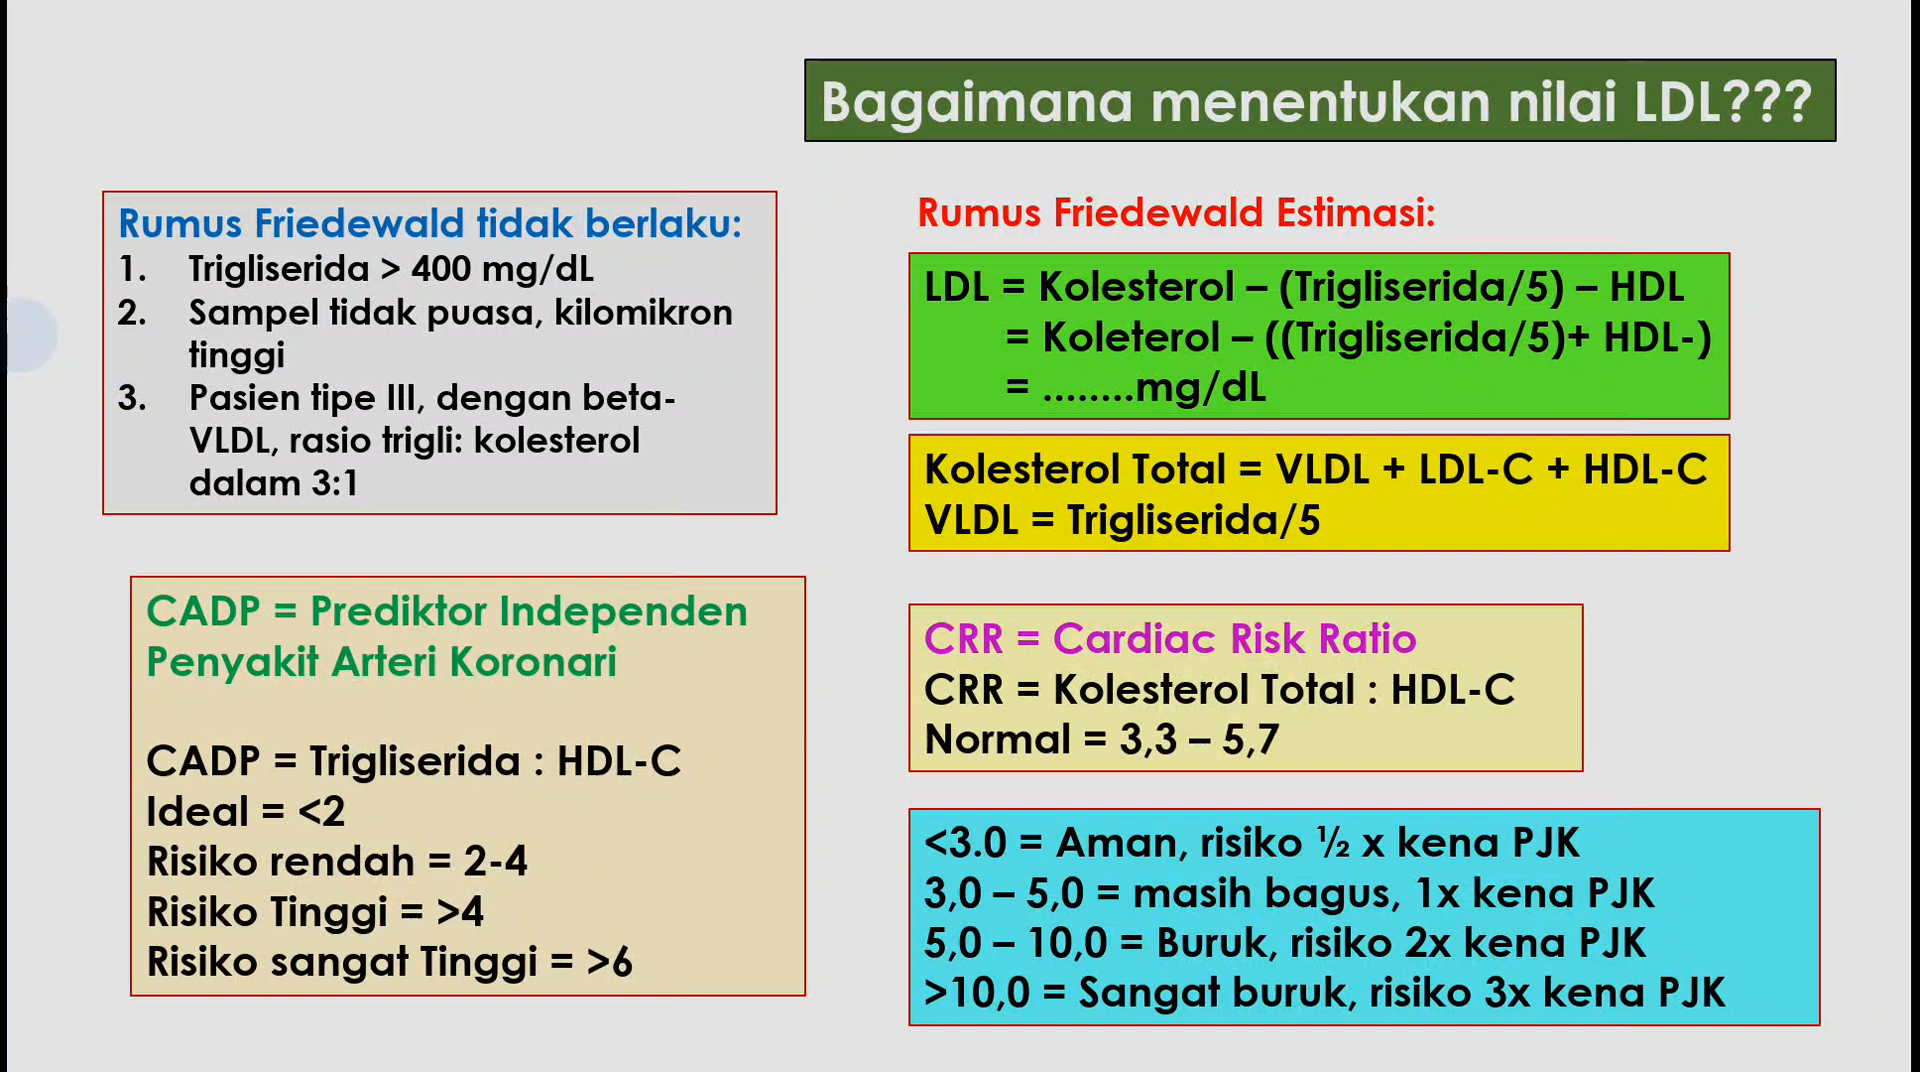 Bagaimana menentukan nilai LDL???
Rumus Friedewald tidak berlaku:
1. Trigliserida > 400 mg/dL
2. Sampel tidak puasa, kilomikron
tinggi
3. Pasien tipe III, dengan beta-
VLDL, rasio trigli: kolesterol
dalam 3:1
CADP = Prediktor Independen
Penyakit Arteri Koronari
CADP = Trigliserida : HDL-C
Ideal = <2
Risiko rendah = 2-4
Risiko Tinggi = >4
Risiko sangat Tinggi = >6
Rumus Friedewald Estimasi:
LDL = Kolesterol – (Trigliserida/5) – HDL
= Koleterol – ((Trigliserida/5)+ HDL-)
= ........mg/dL
Kolesterol Total = VLDL + LDL-C + HDL-C
VLDL = Trigliserida/5
CRR = Cardiac Risk Ratio
CRR = Kolesterol Total : HDL-C
Normal = 3,3 – 5,7
<3.0 = Aman, risiko ½ x kena PJK
3,0 – 5,0 = masih bagus, 1x kena PJK
5,0 – 10,0 = Buruk, risiko 2x kena PJK
>10,0 = Sangat buruk, risiko 3x kena PJK